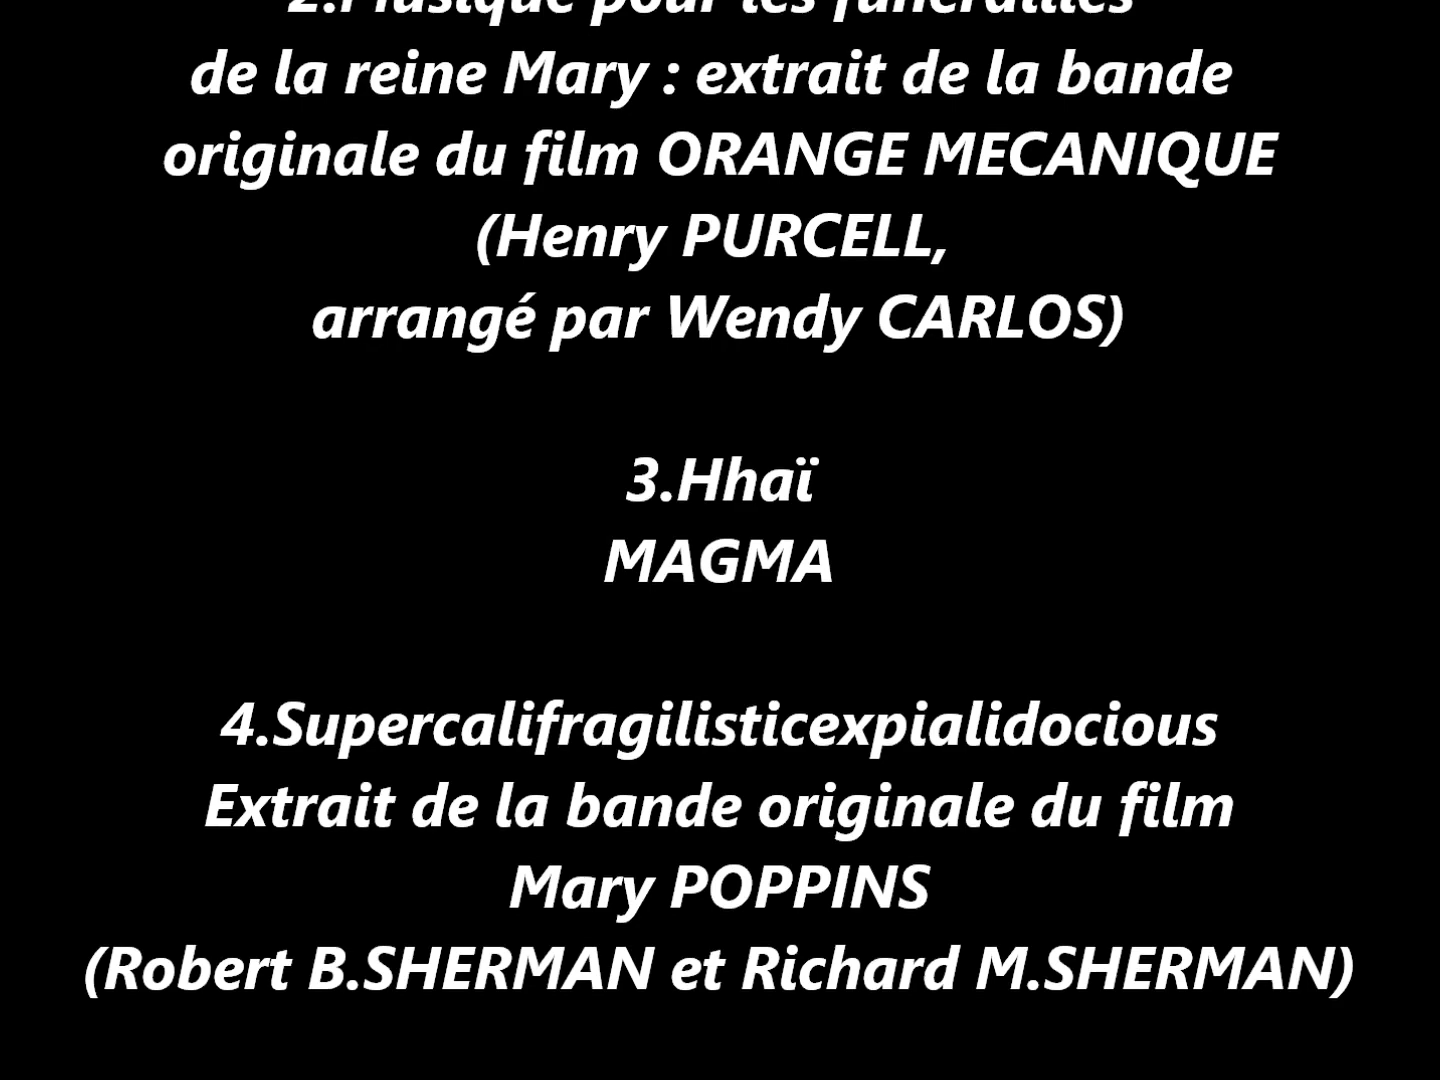 2.Musique pour les funérailles
de la reine Mary : extrait de la bande
originale du film ORANGE MECANIQUE
(Henry PURCELL,
arrangé par Wendy CARLOS)
3.Hhaï
MAGMA
4.Supercalifragilisticexpialidocious
Extrait de la bande originale du film
Mary POPPINS
(Robert B.SHERMAN et Richard M.SHERMAN)